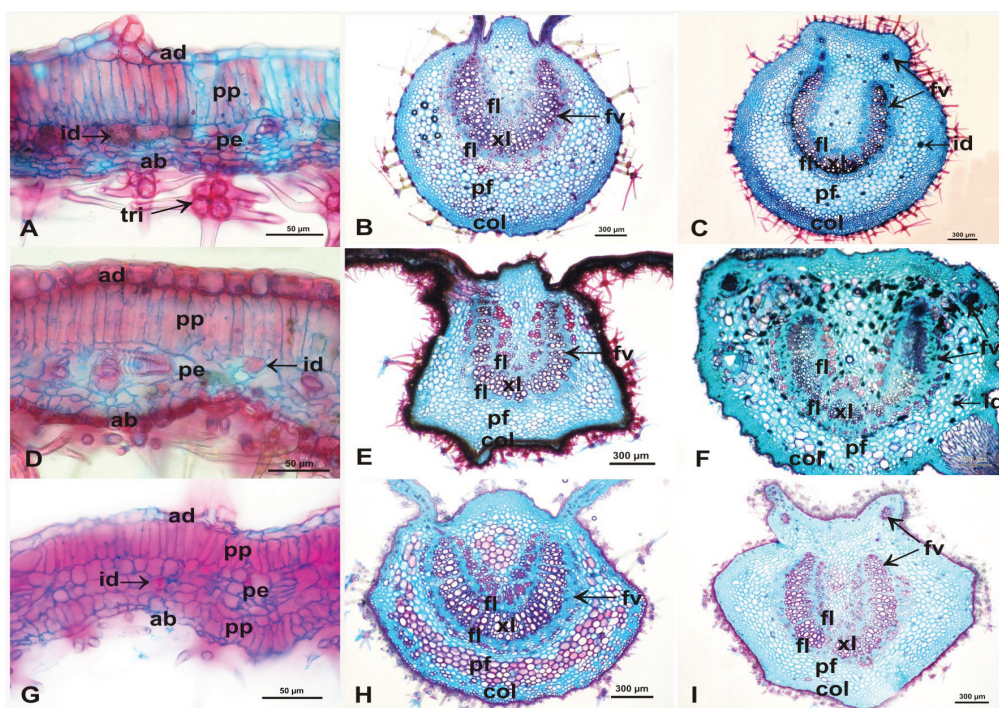 ad
pp
id
pe
ab
tri
A
50 µm
fl
fv
xl
fl
pf
col
B
300 µm
fv
fl
id
fl xl
pf
col
C
300 µm
ad
pp
id
pe
ab
D
50 µm
fl
fv
xl
fl
pf
col
E
300 µm
fl
fv
id
fl
xl
pf
col
F
ad
pp
id
pe
ab
pp
G
50 µm
fl
fv
fl
xl
pf
col
H
300 µm
fv
fl
fl
xl
pf
col
I
300 µm